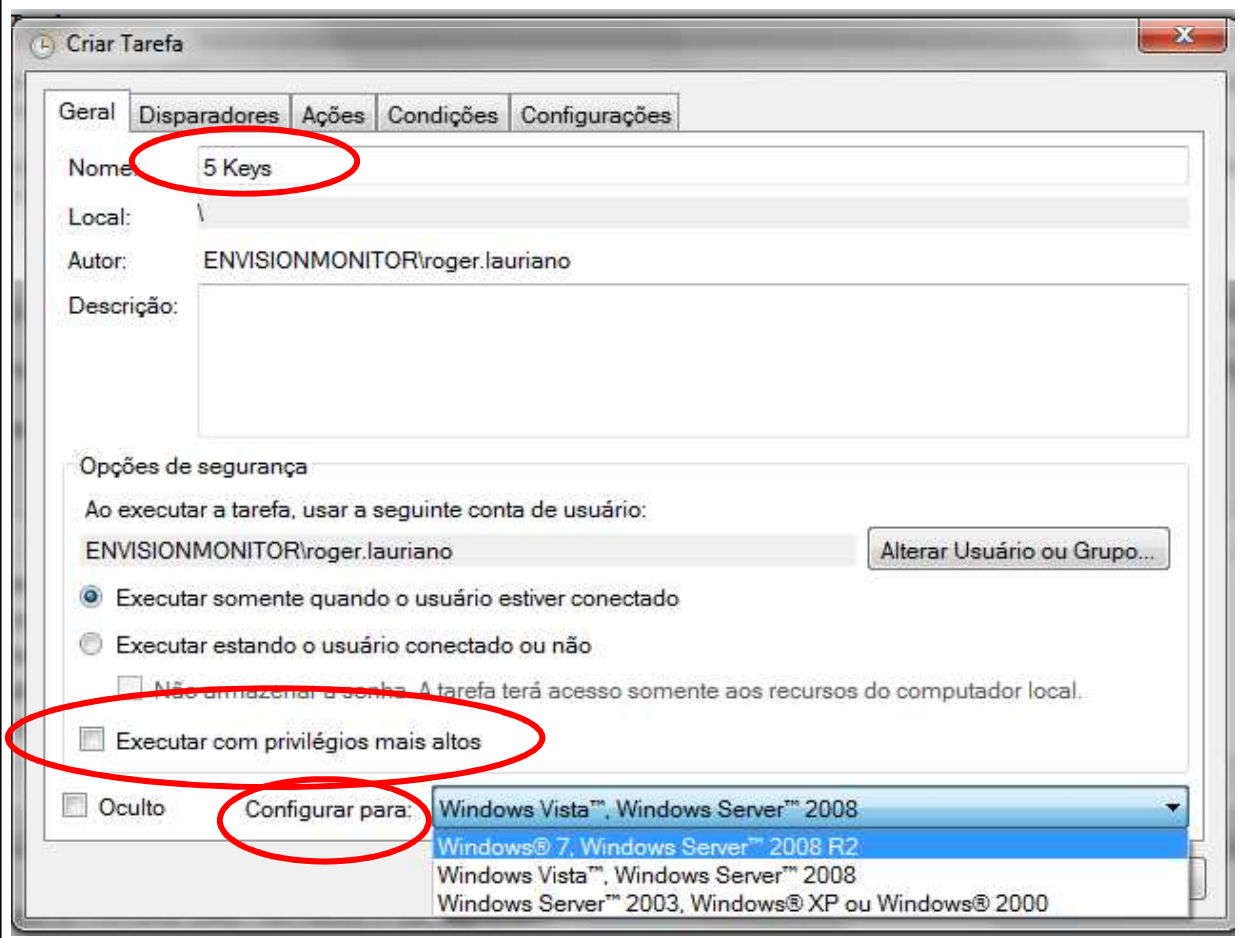 Criar Tarefa
Geral Disparadores Ações Condições Configurações
Nome: 5 Keys
Local: \
Autor: ENVISIONMONITOR\roger.lauriano
Descrição:
Opções de segurança
Ao executar a tarefa, usar a seguinte conta de usuário:
ENVISIONMONITOR\roger.lauriano Alterar Usuário ou Grupo...
Executar somente quando o usuário estiver conectado
Executar estando o usuário conectado ou não
Não armazenar a senha. A tarefa terá acesso somente aos recursos do computador local.
Executar com privilégios mais altos
Oculto Configurar para: Windows Vista™, Windows Server™ 2008
Windows® 7, Windows Server™ 2008 R2
Windows Vista™, Windows Server™ 2008
Windows Server™ 2003, Windows® XP ou Windows® 2000